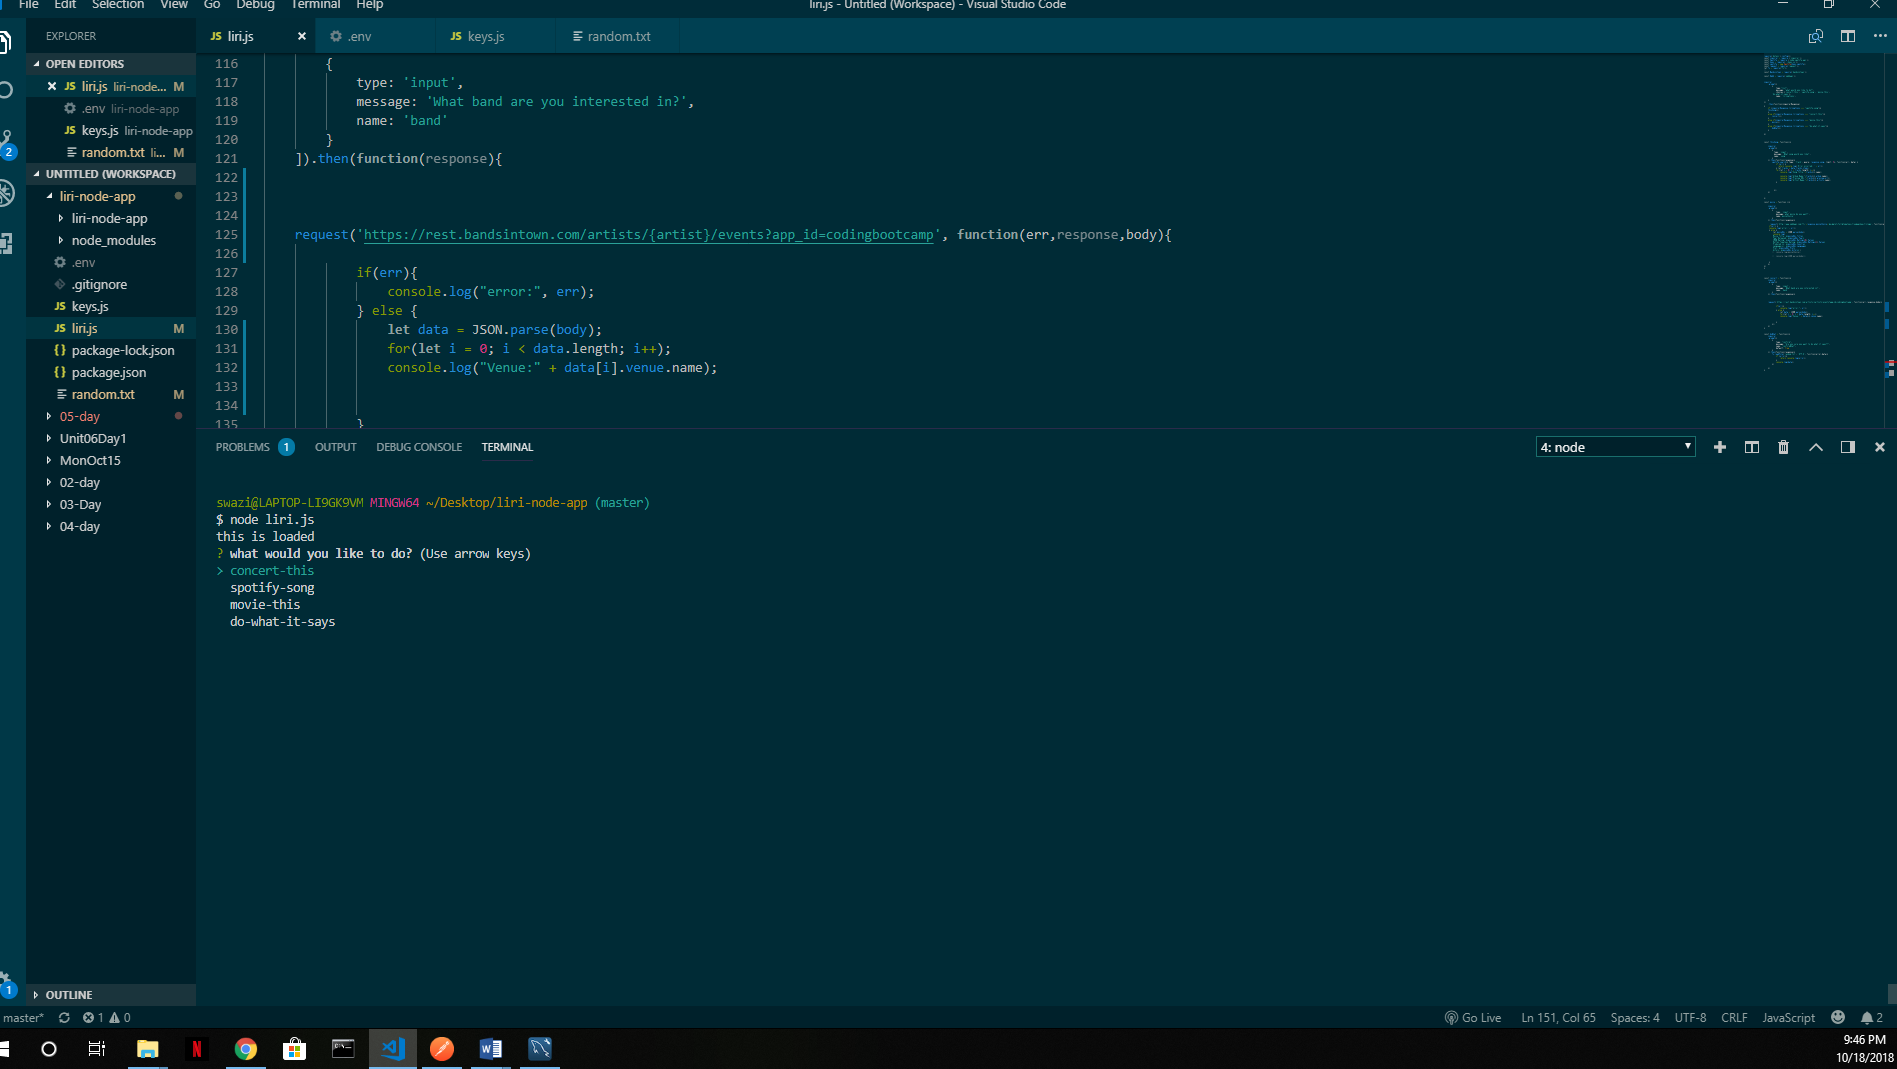 File Edit Selection View Go Debug Terminal Help
liri.js - Untitled (Workspace) - Visual Studio Code
EXPLORER
JS liri.js × .env JS keys.js random.txt
OPEN EDITORS
× JS liri.js liri-node... M
.env liri-node-app
JS keys.js liri-node-app
random.txt li... M
UNTITLED (WORKSPACE)
liri-node-app
liri-node-app
node_modules
.env
.gitignore
JS keys.js
JS liri.js M
{} package-lock.json
{} package.json
random.txt M
05-day
Unit06Day1
MonOct15
02-day
03-Day
04-day
OUTLINE
2
1
116 {
117 type: 'input',
118 message: 'What band are you interested in?',
119 name: 'band'
120 }
121 ]).then(function(response){
122
123
124
125 request('https://rest.bandsintown.com/artists/{artist}/events?app_id=codingbootcamp', function(err,response,body){
126
127 if(err){
128 console.log("error:", err);
129 } else {
130 let data = JSON.parse(body);
131 for(let i = 0; i < data.length; i++);
132 console.log("Venue:" + data[i].venue.name);
133
134
135 }
PROBLEMS 1 OUTPUT DEBUG CONSOLE TERMINAL 4: node
swazi@LAPTOP-LI9GK9VM MINGW64 ~/Desktop/liri-node-app (master)
$ node liri.js
this is loaded
? what would you like to do? (Use arrow keys)
> concert-this
spotify-song
movie-this
do-what-it-says
master* 1 0 Go Live Ln 151, Col 65 Spaces: 4 UTF-8 CRLF JavaScript 2
N
W
9:46 PM
10/18/2018